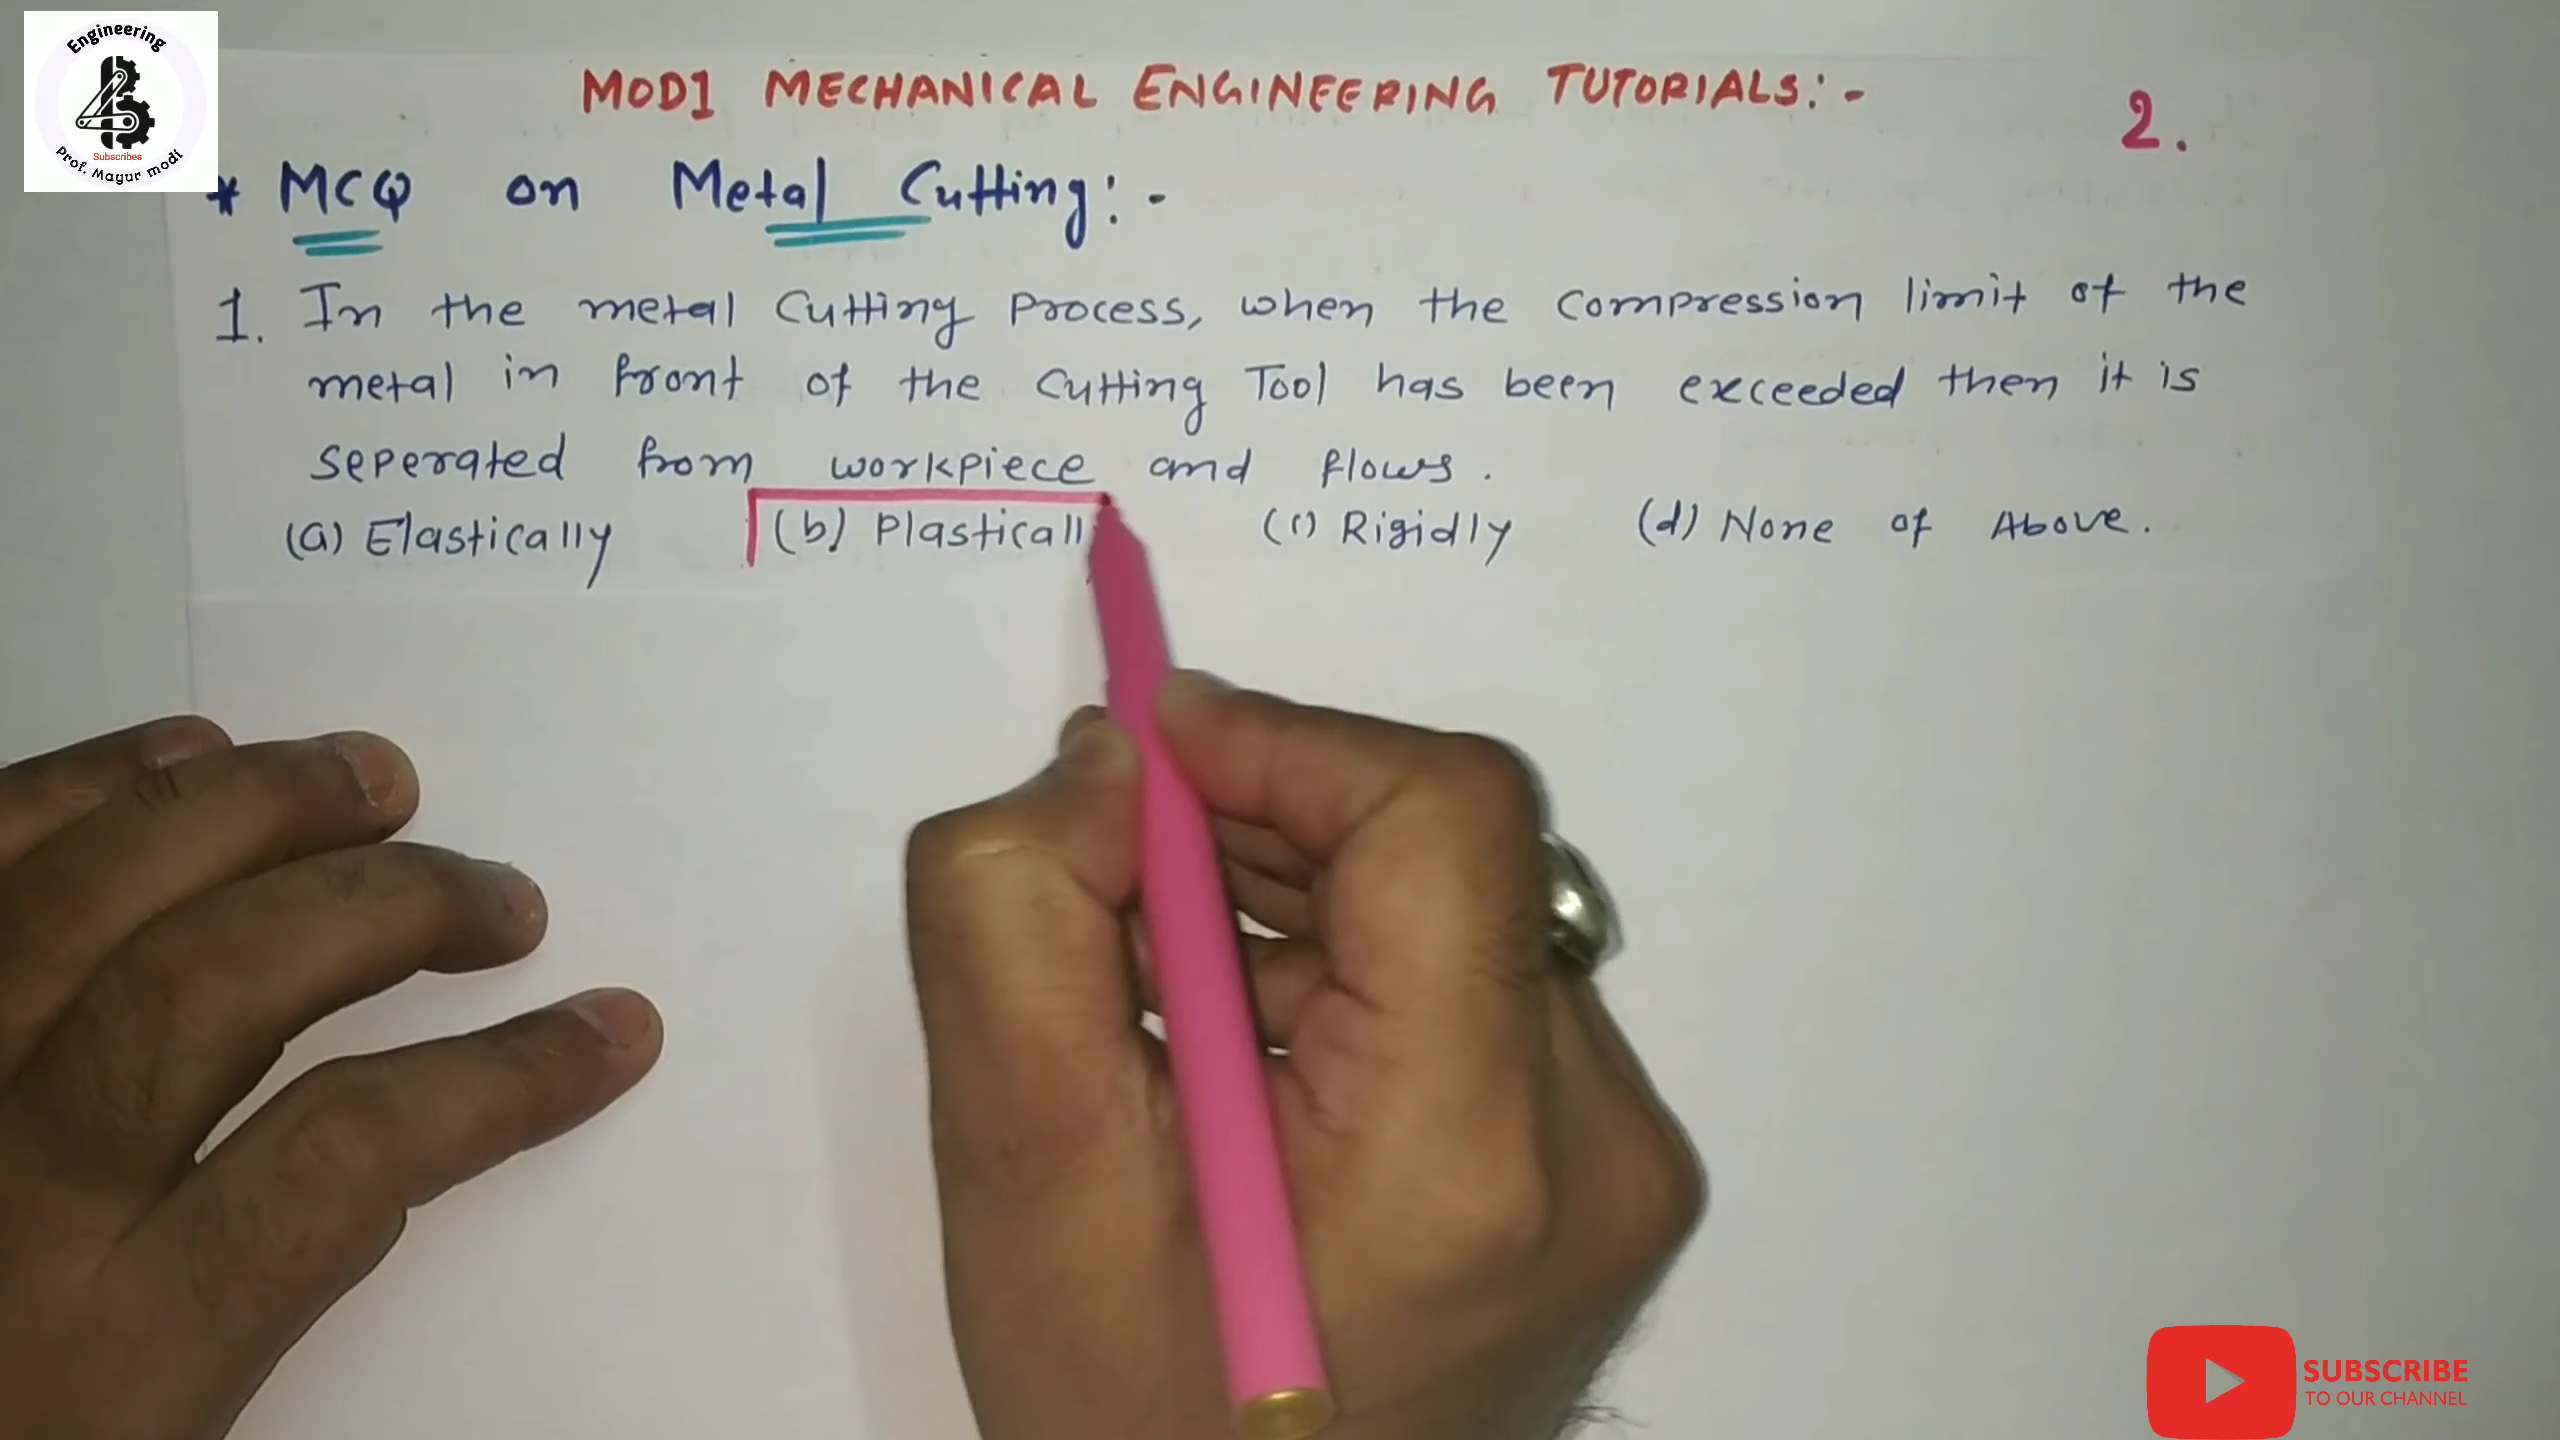 Engineering
Subscribes
Prof. Mayur modi
MODI MECHANICAL ENGINEERING TUTORIALS:-
2.
* MCQ on Metal Cutting:-
1. In the metal Cutting Process, when the compression limit of the
metal in front of the Cutting Tool has been exceeded then it is
seperated from workpiece and flows.
(a) Elastically (b) Plasticall (c) Rigidly (d) None of Above.
SUBSCRIBE
TO OUR CHANNEL